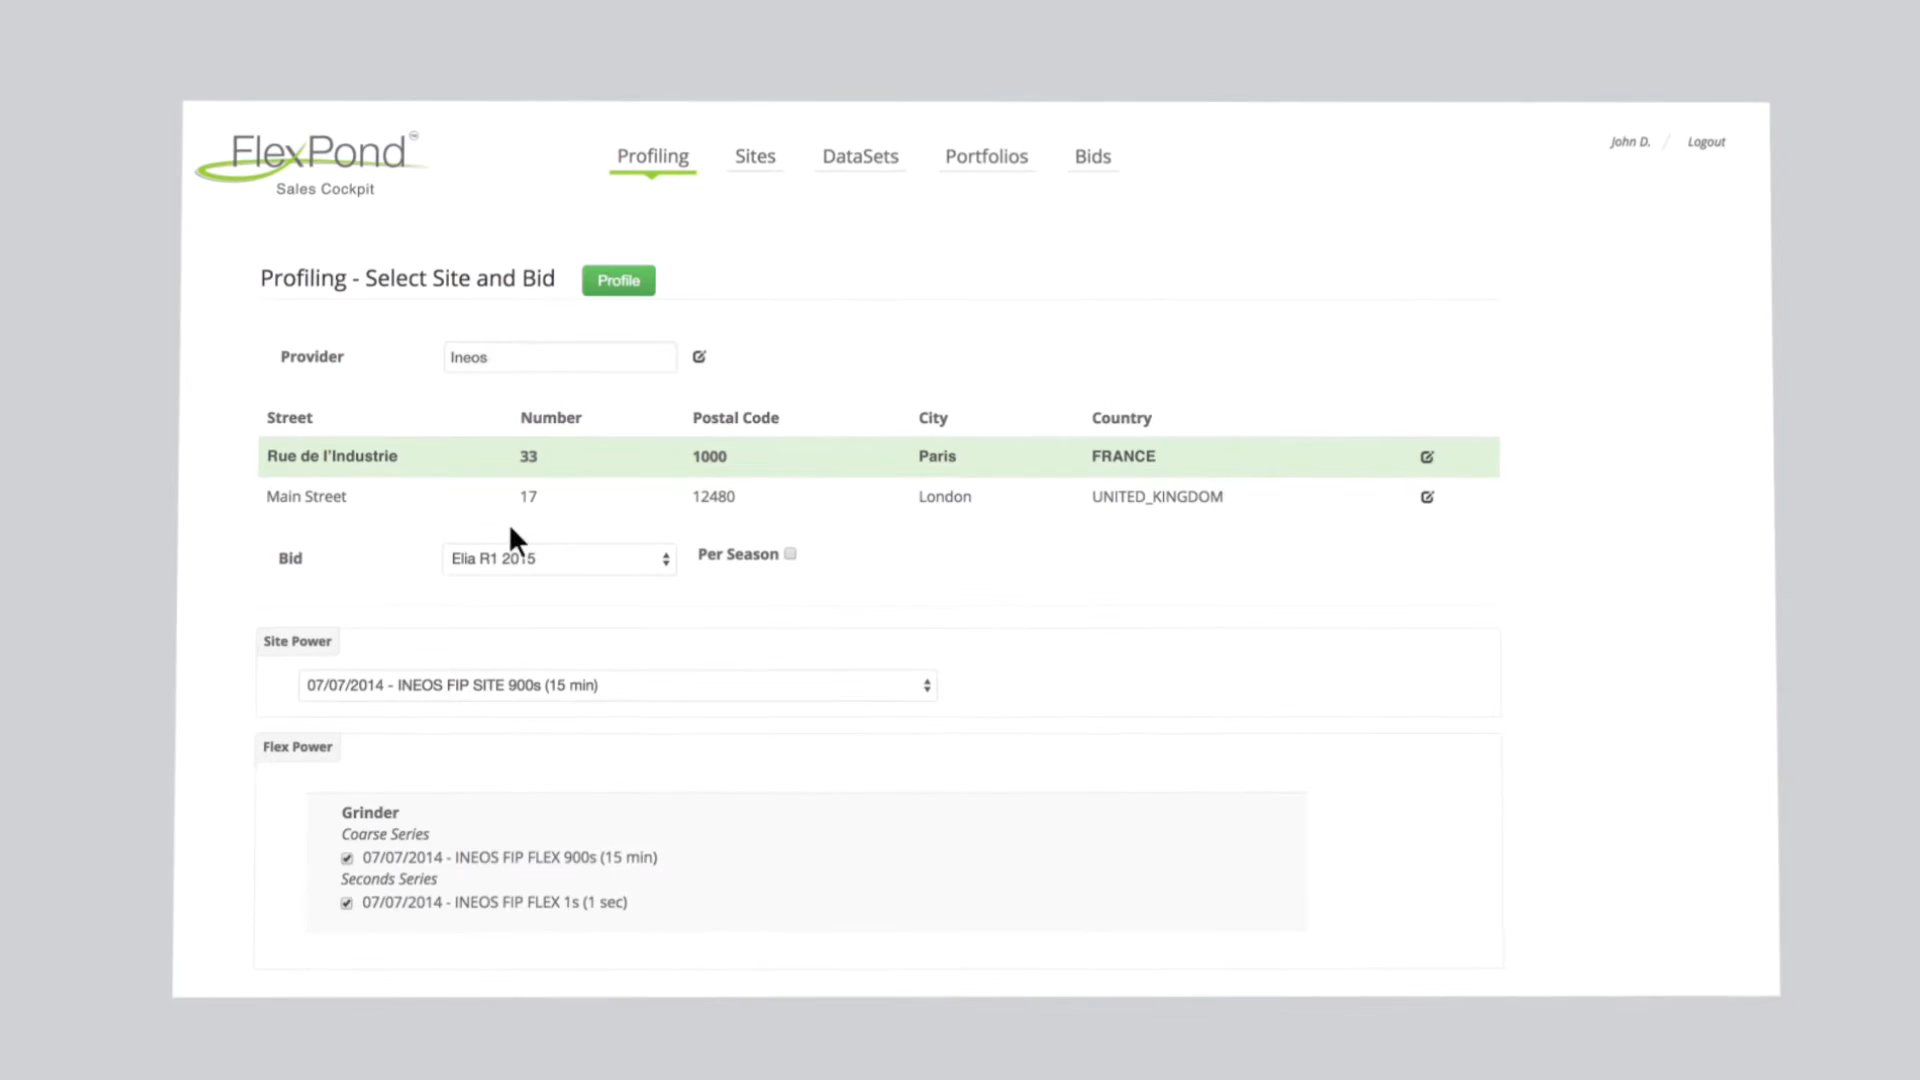 FlexPond™
Sales Cockpit
Profiling Sites DataSets Portfolios Bids
John D. / Logout
Profiling - Select Site and Bid Profile
Provider Ineos
Street Number Postal Code City Country
Rue de l'Industrie 33 1000 Paris FRANCE
Main Street 17 12480 London UNITED_KINGDOM
Bid Elia R1 2015 Per Season
Site Power
07/07/2014 - INEOS FIP SITE 900s (15 min)
Flex Power
Grinder
Coarse Series
07/07/2014 - INEOS FIP FLEX 900s (15 min)
Seconds Series
07/07/2014 - INEOS FIP FLEX 1s (1 sec)